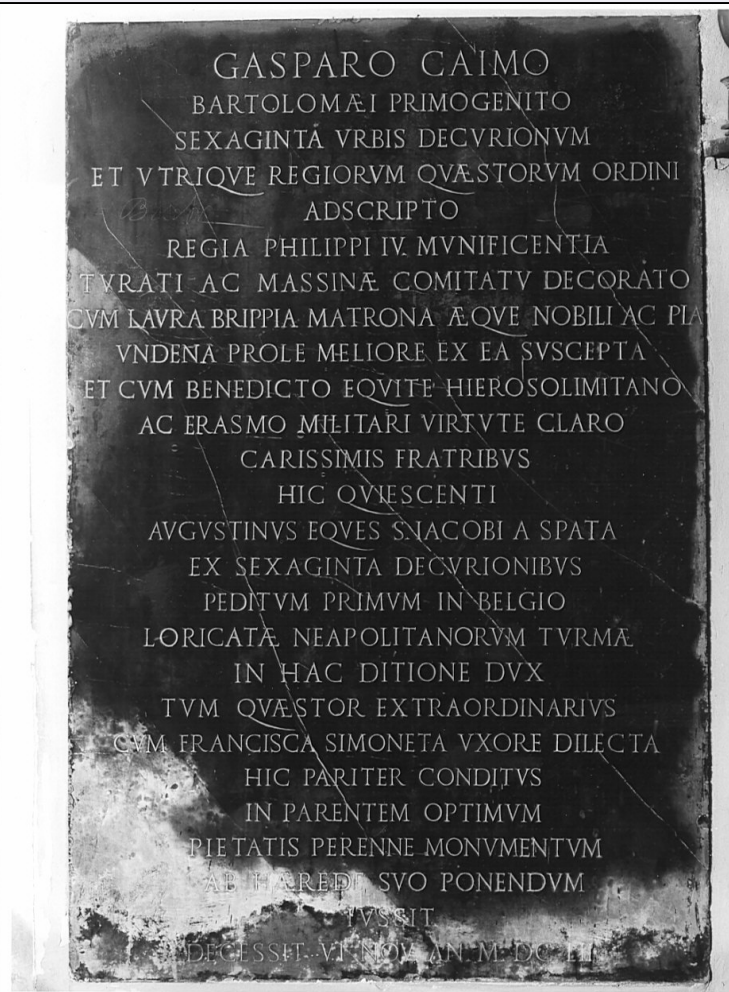 GASPARO CAIMO
BARTOLOMÆI PRIMOGENITO
SEXAGINTA VRBIS DECVRIONVM
ET VTRIQVE REGIORVM QVÆSTORVM ORDINI
ADSCRIPTO
REGIA PHILIPPI IV. MVNIFICENTIA
TVRATI AC MASSINÆ COMITATV DECORATO
CVM LAVRA BRIPPIA MATRONA ÆQVE NOBILI AC PIA
VNDENA PROLE MELIORE EX EA SVSCEPTA
ET CVM BENEDICTO EQVITE HIEROSOLIMITANO
AC ERASMO MILITARI VIRTVTE CLARO
CARISSIMIS FRATRIBVS
HIC QVIESCENTI
AVGVSTINVS EQVES S. IACOBI A SPATA
EX SEXAGINTA DECVRIONIBVS
PEDITVM PRIMVM IN BELGIO
LORICATÆ NEAPOLITANORVM TVRMÆ
IN HAC DITIONE DVX
TVM QVÆSTOR EXTRAORDINARIVS
CVM FRANCISCA SIMONETA VXORE DILECTA
HIC PARITER CONDITVS
IN PARENTEM OPTIMVM
PIETATIS PERENNE MONVMENTVM
AB HÆREDE SVO PONENDVM
IVSSIT
DECESSIT VI NOV. AN. M. DC.